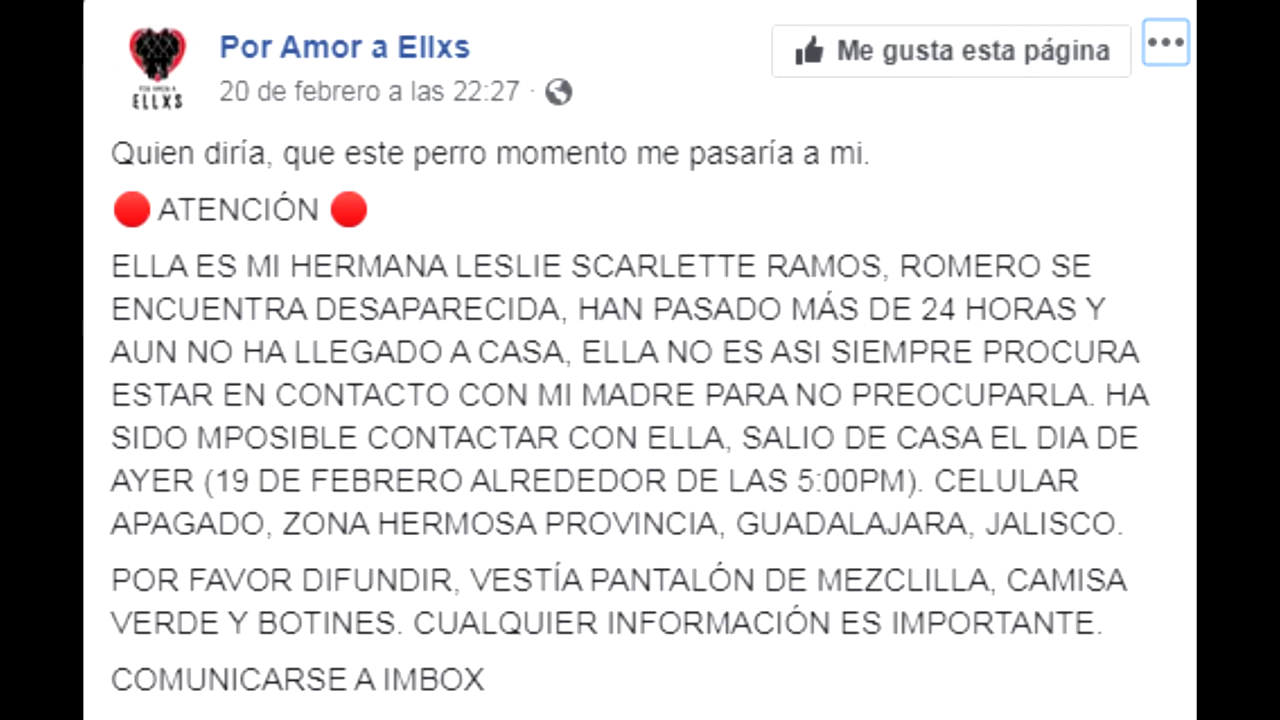 Por Amor a Ellxs
Me gusta esta página
20 de febrero a las 22:27 ·
POR AMOR A
ELLXS
Quien diría, que este perro momento me pasaría a mi.
ATENCIÓN
ELLA ES MI HERMANA LESLIE SCARLETTE RAMOS, ROMERO SE
ENCUENTRA DESAPARECIDA, HAN PASADO MÁS DE 24 HORAS Y
AUN NO HA LLEGADO A CASA, ELLA NO ES ASI SIEMPRE PROCURA
ESTAR EN CONTACTO CON MI MADRE PARA NO PREOCUPARLA. HA
SIDO MPOSIBLE CONTACTAR CON ELLA, SALIO DE CASA EL DIA DE
AYER (19 DE FEBRERO ALREDEDOR DE LAS 5:00PM). CELULAR
APAGADO, ZONA HERMOSA PROVINCIA, GUADALAJARA, JALISCO.
POR FAVOR DIFUNDIR, VESTÍA PANTALÓN DE MEZCLILLA, CAMISA
VERDE Y BOTINES. CUALQUIER INFORMACIÓN ES IMPORTANTE.
COMUNICARSE A IMBOX